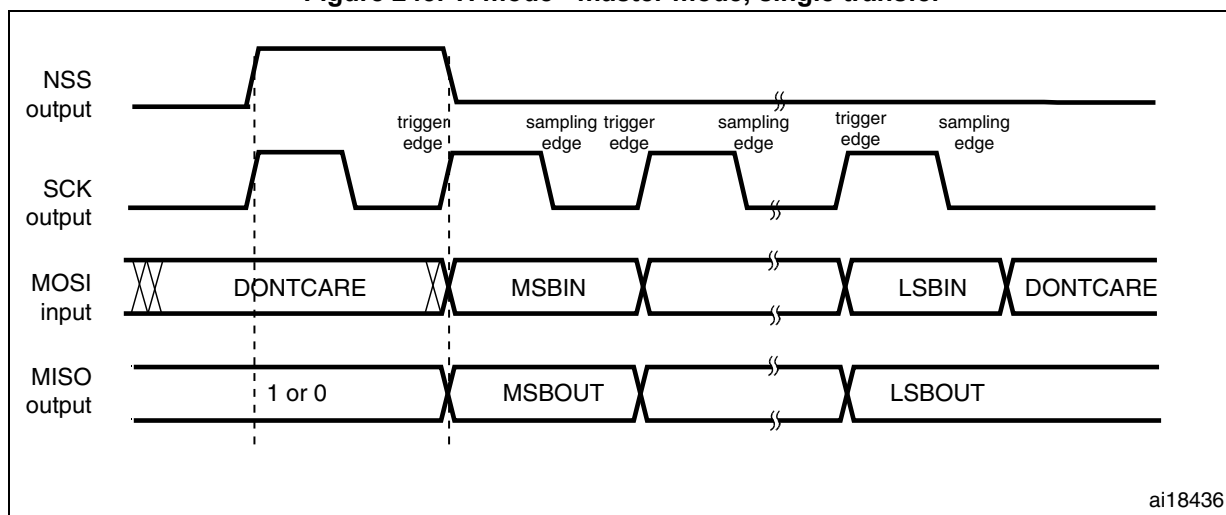 NSS
output
trigger
edge
sampling
edge
trigger
edge
sampling
edge
trigger
edge
sampling
edge
SCK
output
MOSI
input
DONTCARE
MSBIN
LSBIN
DONTCARE
MISO
output
1 or 0
MSBOUT
LSBOUT
ai18436